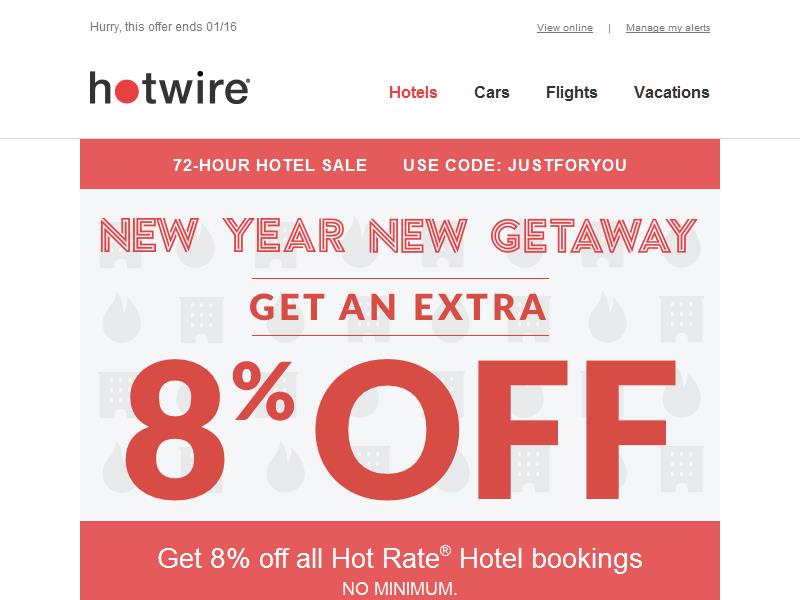 Hurry, this offer ends 01/16
View online | Manage my alerts
hotwire®
Hotels Cars Flights Vacations
72-HOUR HOTEL SALE USE CODE: JUSTFORYOU
NEW YEAR NEW GETAWAY
GET AN EXTRA
8% OFF
Get 8% off all Hot Rate® Hotel bookings
NO MINIMUM.